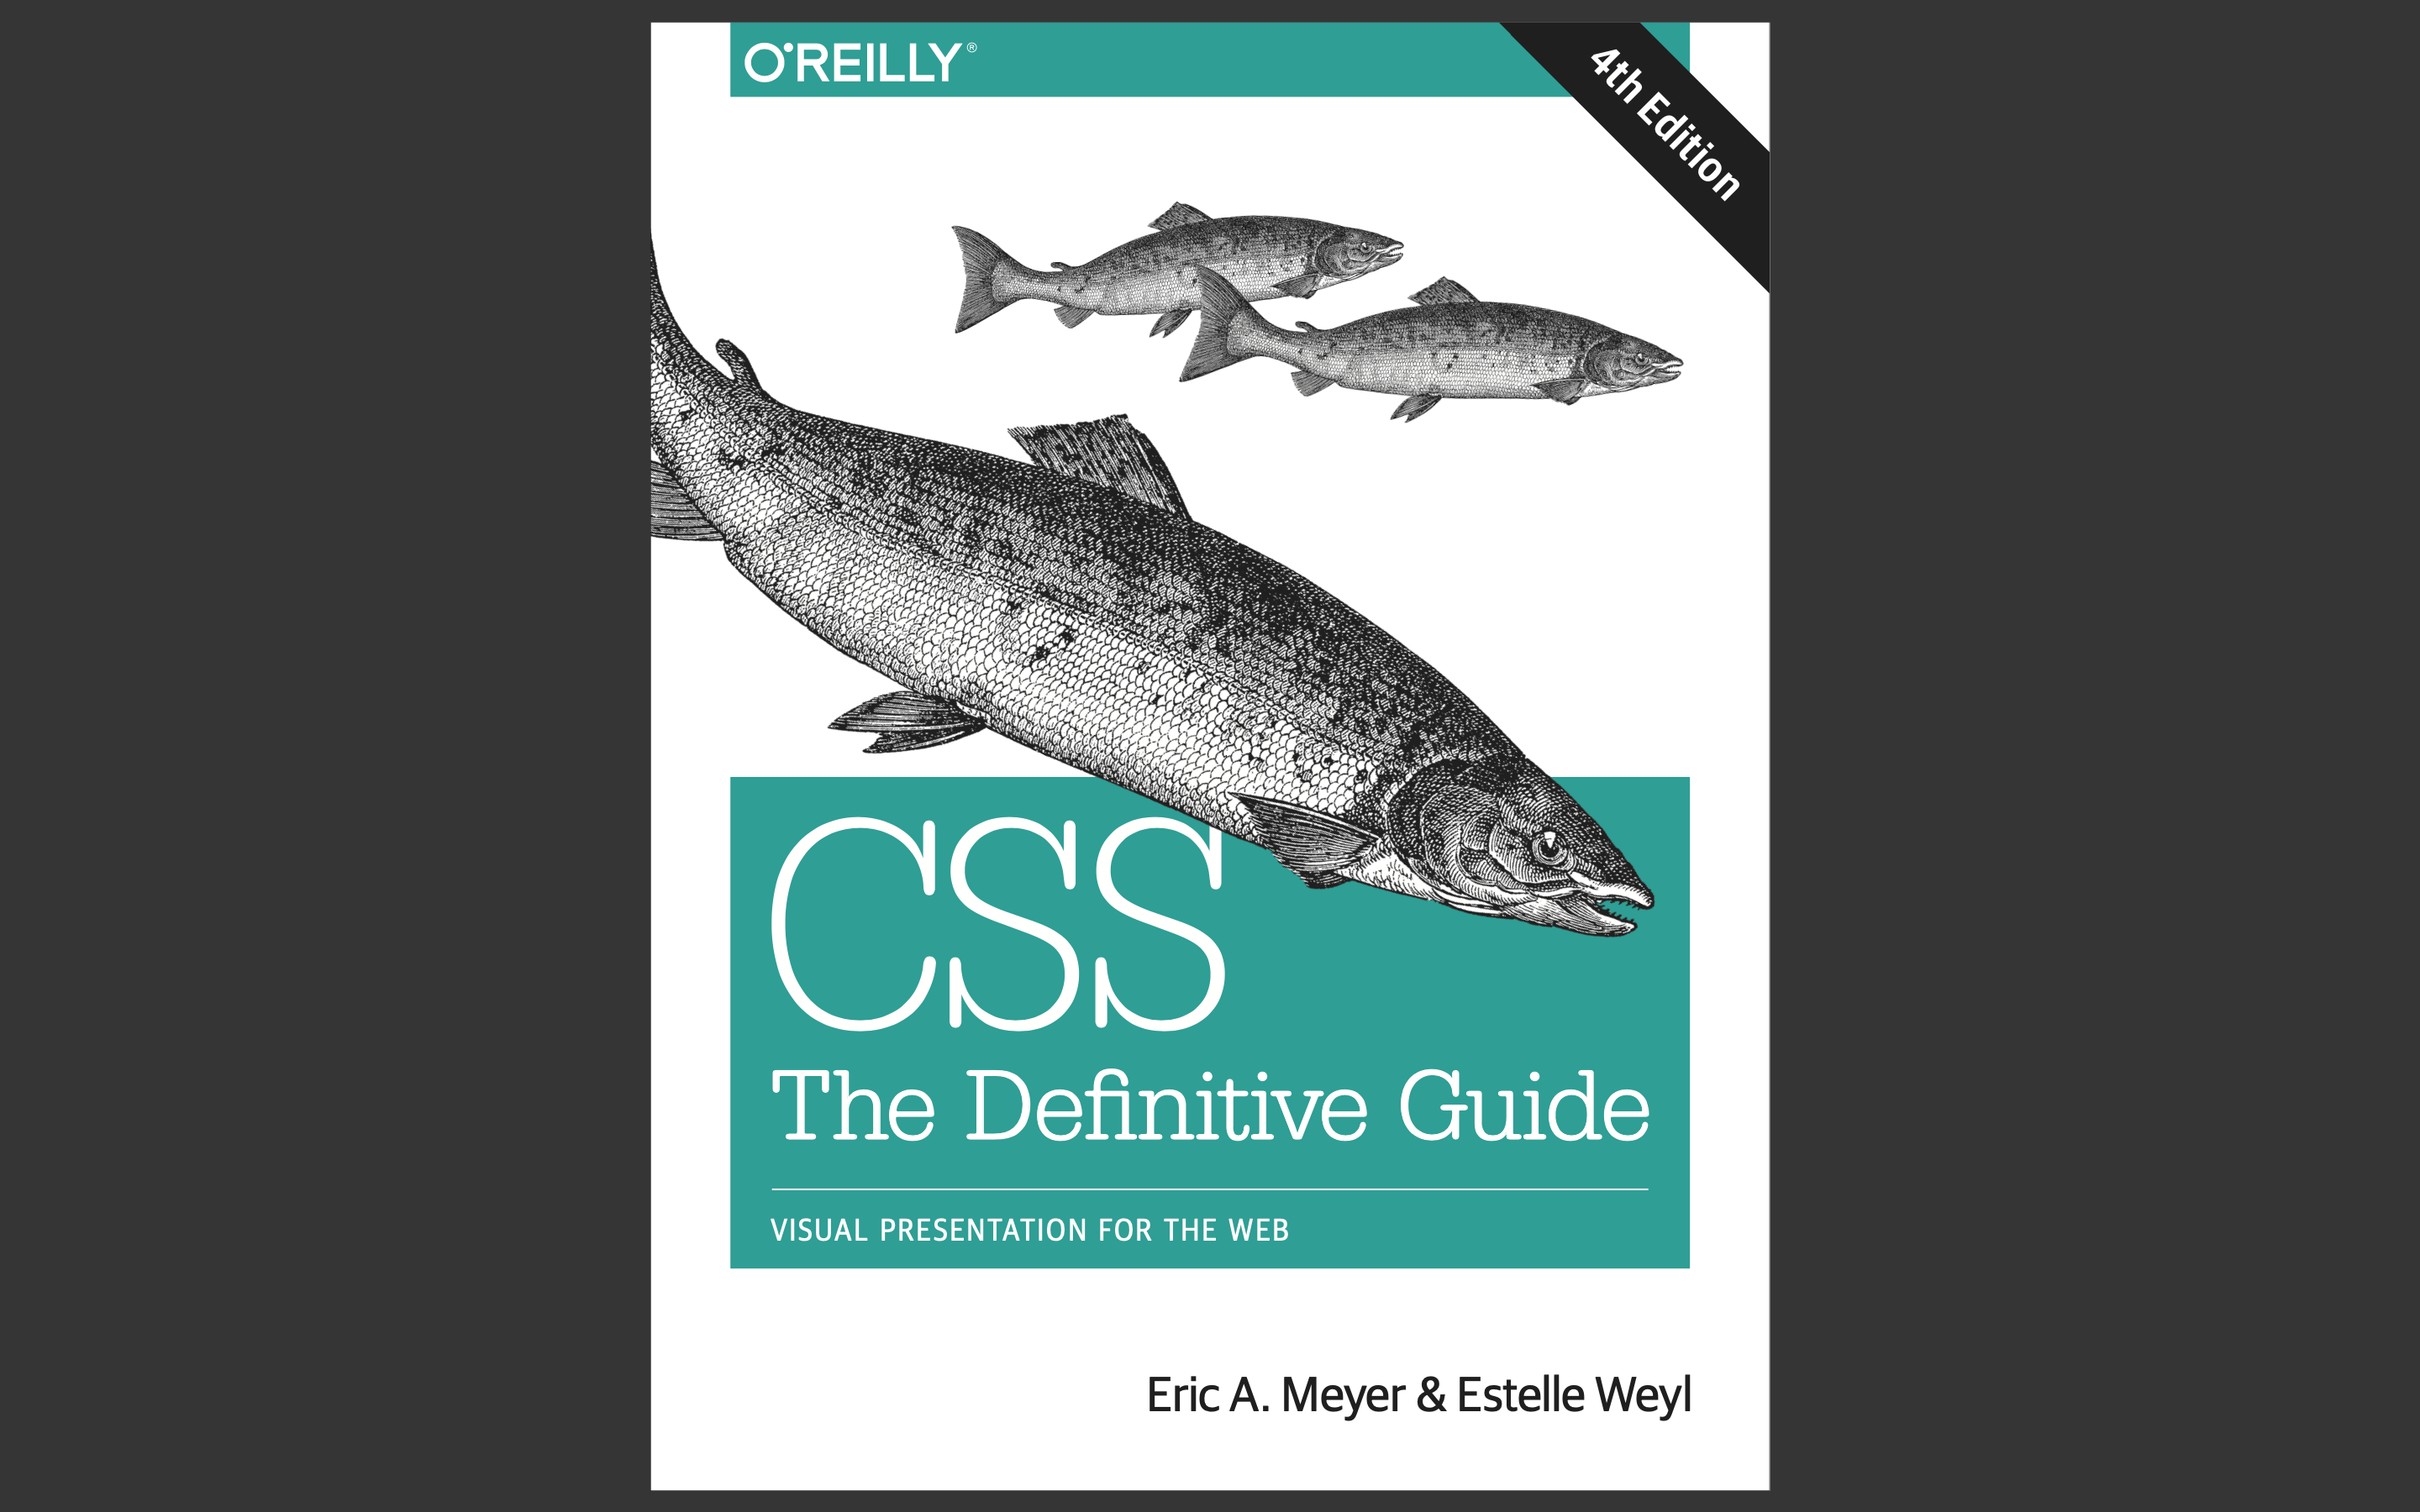 O'REILLY®
4th Edition
CSS
The Definitive Guide
VISUAL PRESENTATION FOR THE WEB
Eric A. Meyer & Estelle Weyl